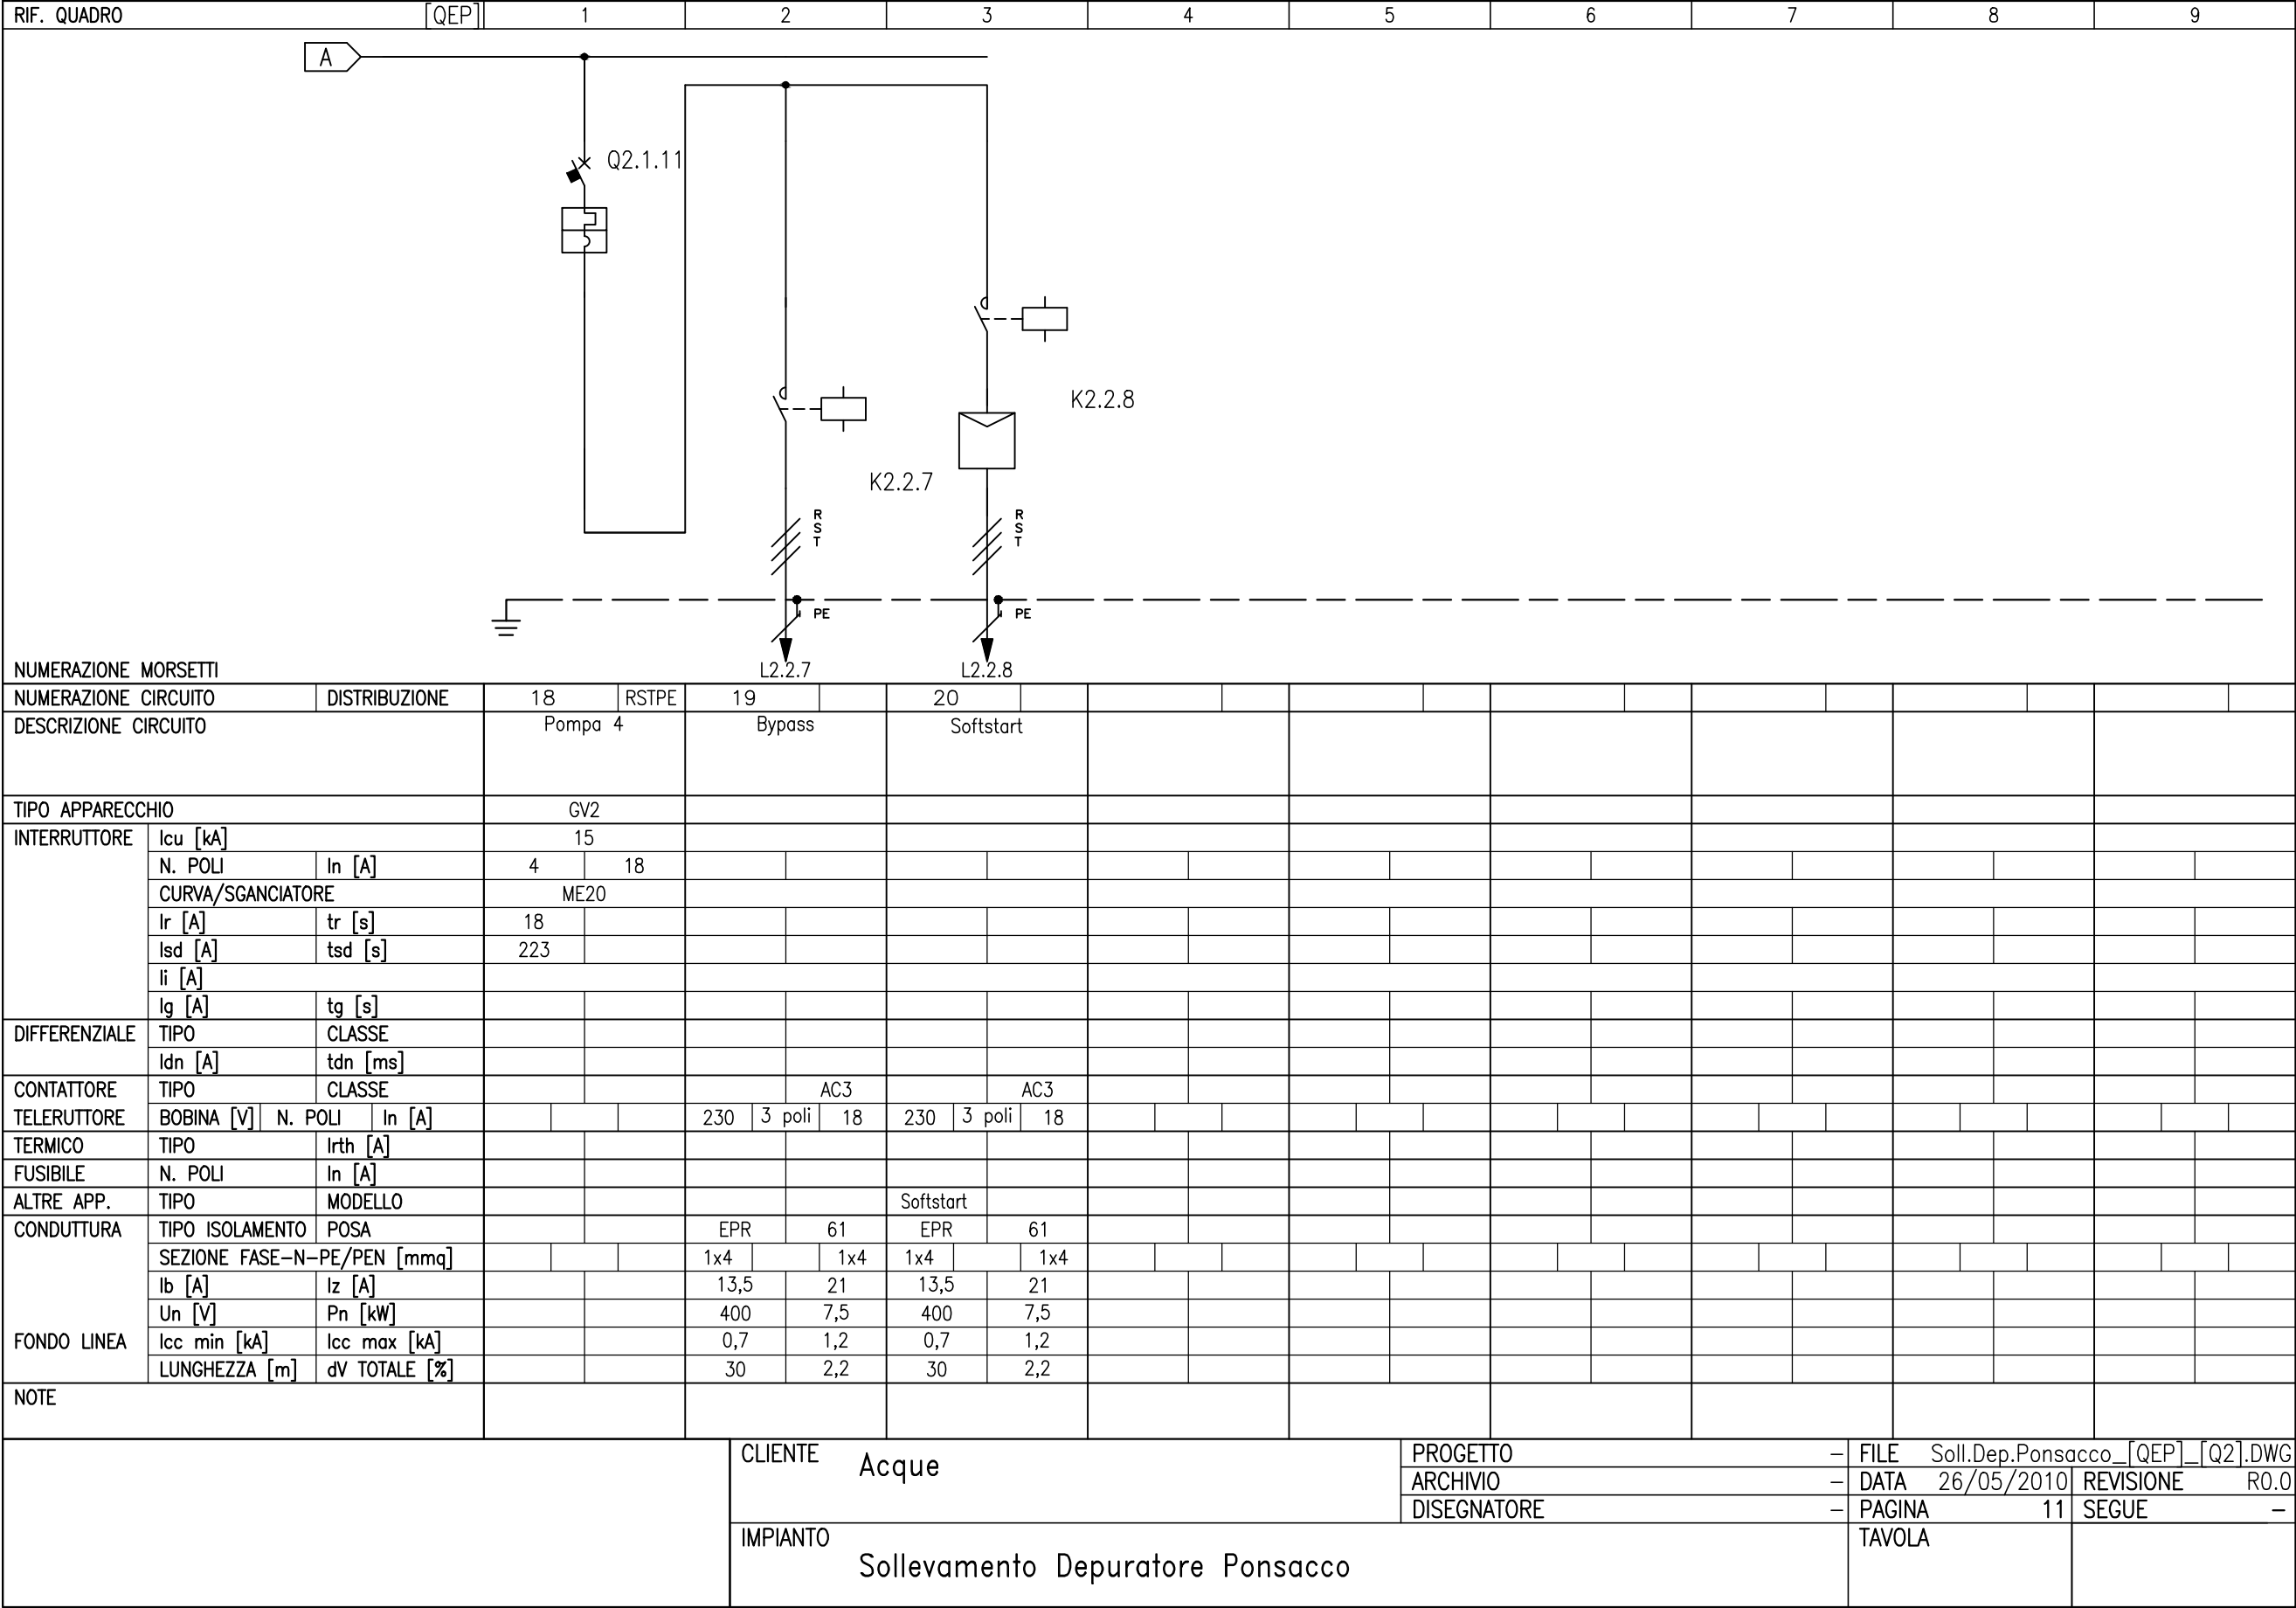 RIF. QUADRO [QEP] 1 2 3 4 5 6 7 8 9
A
Q2.1.11
K2.2.8
K2.2.7
R R
S S
T T
PE PE
NUMERAZIONE MORSETTI L2.2.7 L2.2.8
NUMERAZIONE CIRCUITO DISTRIBUZIONE 18 RSTPE 19 20
DESCRIZIONE CIRCUITO Pompa 4 Bypass Softstart
TIPO APPARECCHIO GV2
INTERRUTTORE Icu [kA] 15
N. POLI In [A] 4 18
CURVA/SGANCIATORE ME20
Ir [A] tr [s] 18
Isd [A] tsd [s] 223
Ii [A]
Ig [A] tg [s]
DIFFERENZIALE TIPO CLASSE
Idn [A] tdn [ms]
CONTATTORE TIPO CLASSE AC3 AC3
TELERUTTORE BOBINA [V] N. POLI In [A] 230 3 poli 18 230 3 poli 18
TERMICO TIPO Irth [A]
FUSIBILE N. POLI In [A]
ALTRE APP. TIPO MODELLO Softstart
CONDUTTURA TIPO ISOLAMENTO POSA EPR 61 EPR 61
SEZIONE FASE-N-PE/PEN [mmq] 1x4 1x4 1x4 1x4
Ib [A] Iz [A] 13,5 21 13,5 21
Un [V] Pn [kW] 400 7,5 400 7,5
FONDO LINEA Icc min [kA] Icc max [kA] 0,7 1,2 0,7 1,2
LUNGHEZZA [m] dV TOTALE [%] 30 2,2 30 2,2
NOTE
CLIENTE Acque
PROGETTO - FILE Soll.Dep.Ponsacco_[QEP]_[Q2].DWG
ARCHIVIO - DATA 26/05/2010 REVISIONE R0.0
DISEGNATORE - PAGINA 11 SEGUE -
IMPIANTO TAVOLA
Sollevamento Depuratore Ponsacco